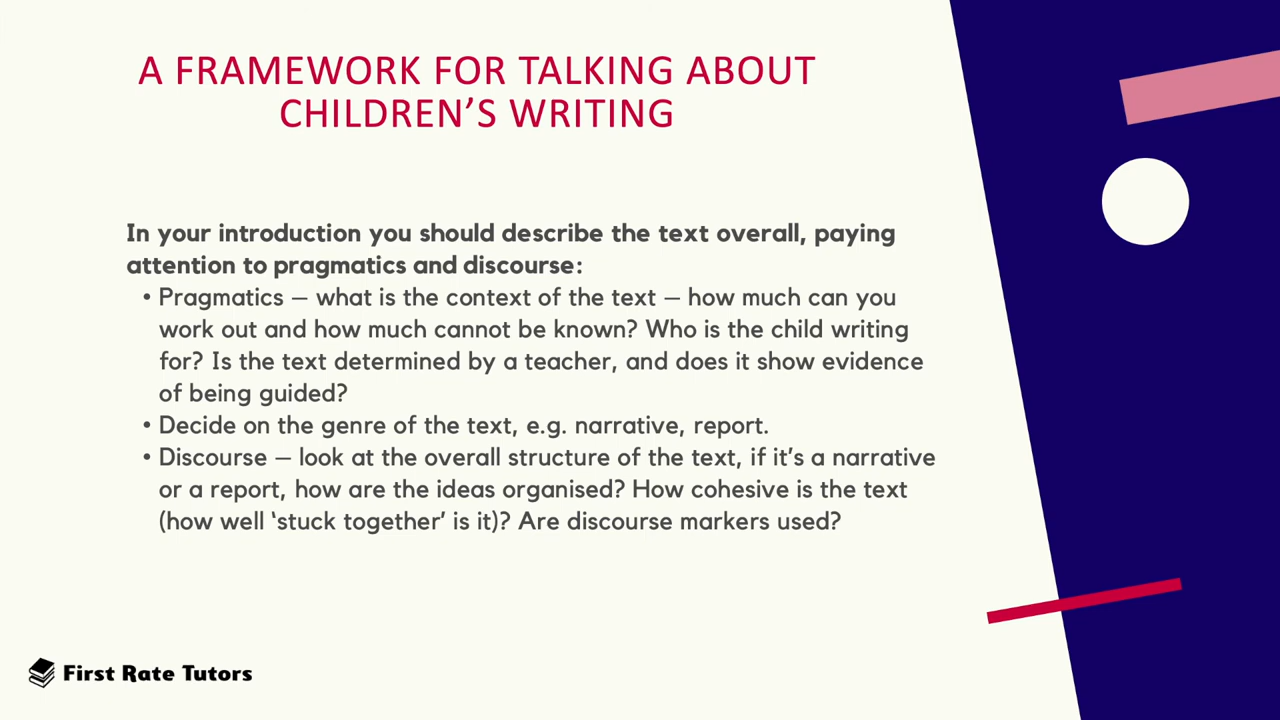 A FRAMEWORK FOR TALKING ABOUT
CHILDREN’S WRITING
In your introduction you should describe the text overall, paying
attention to pragmatics and discourse:
• Pragmatics – what is the context of the text – how much can you
work out and how much cannot be known? Who is the child writing
for? Is the text determined by a teacher, and does it show evidence
of being guided?
• Decide on the genre of the text, e.g. narrative, report.
• Discourse – look at the overall structure of the text, if it’s a narrative
or a report, how are the ideas organised? How cohesive is the text
(how well ‘stuck together’ is it)? Are discourse markers used?
First Rate Tutors